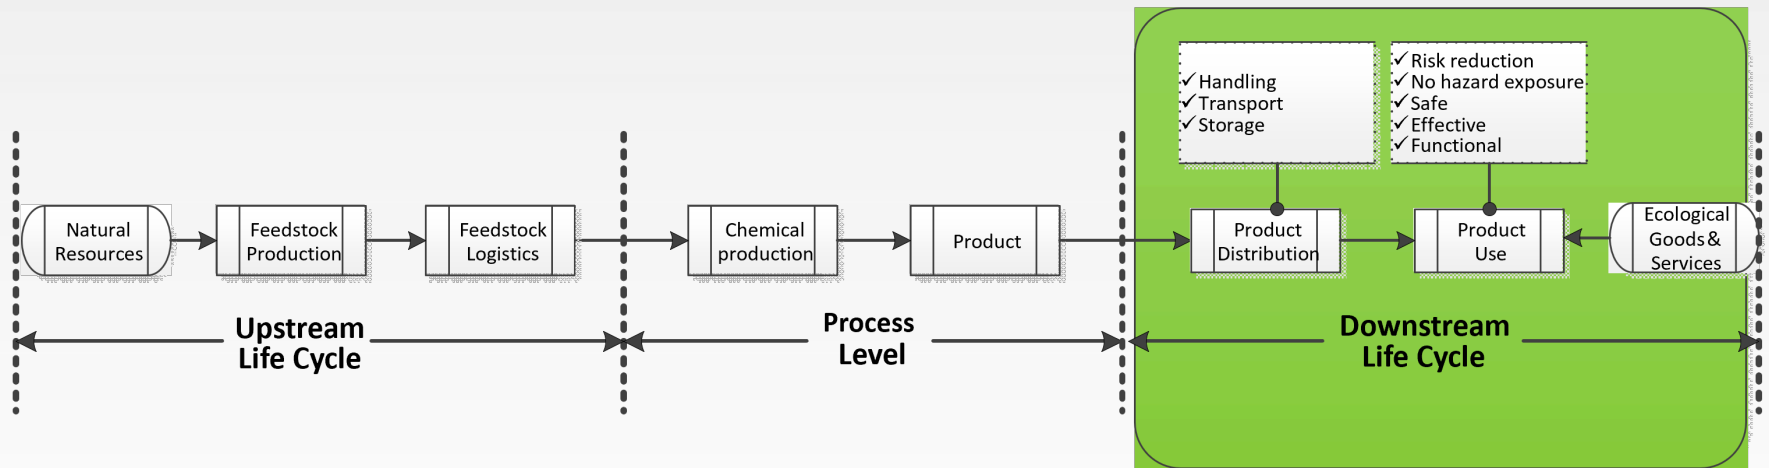 ✓Handling
✓Transport
✓Storage
✓Risk reduction
✓No hazard exposure
✓Safe
✓Effective
✓Functional
Natural
Resources
Feedstock
Production
Feedstock
Logistics
Chemical
production
Product
Product
Distribution
Product
Use
Ecological
Goods&
Services
Upstream
Life Cycle
Process
Level
Downstream
Life Cycle